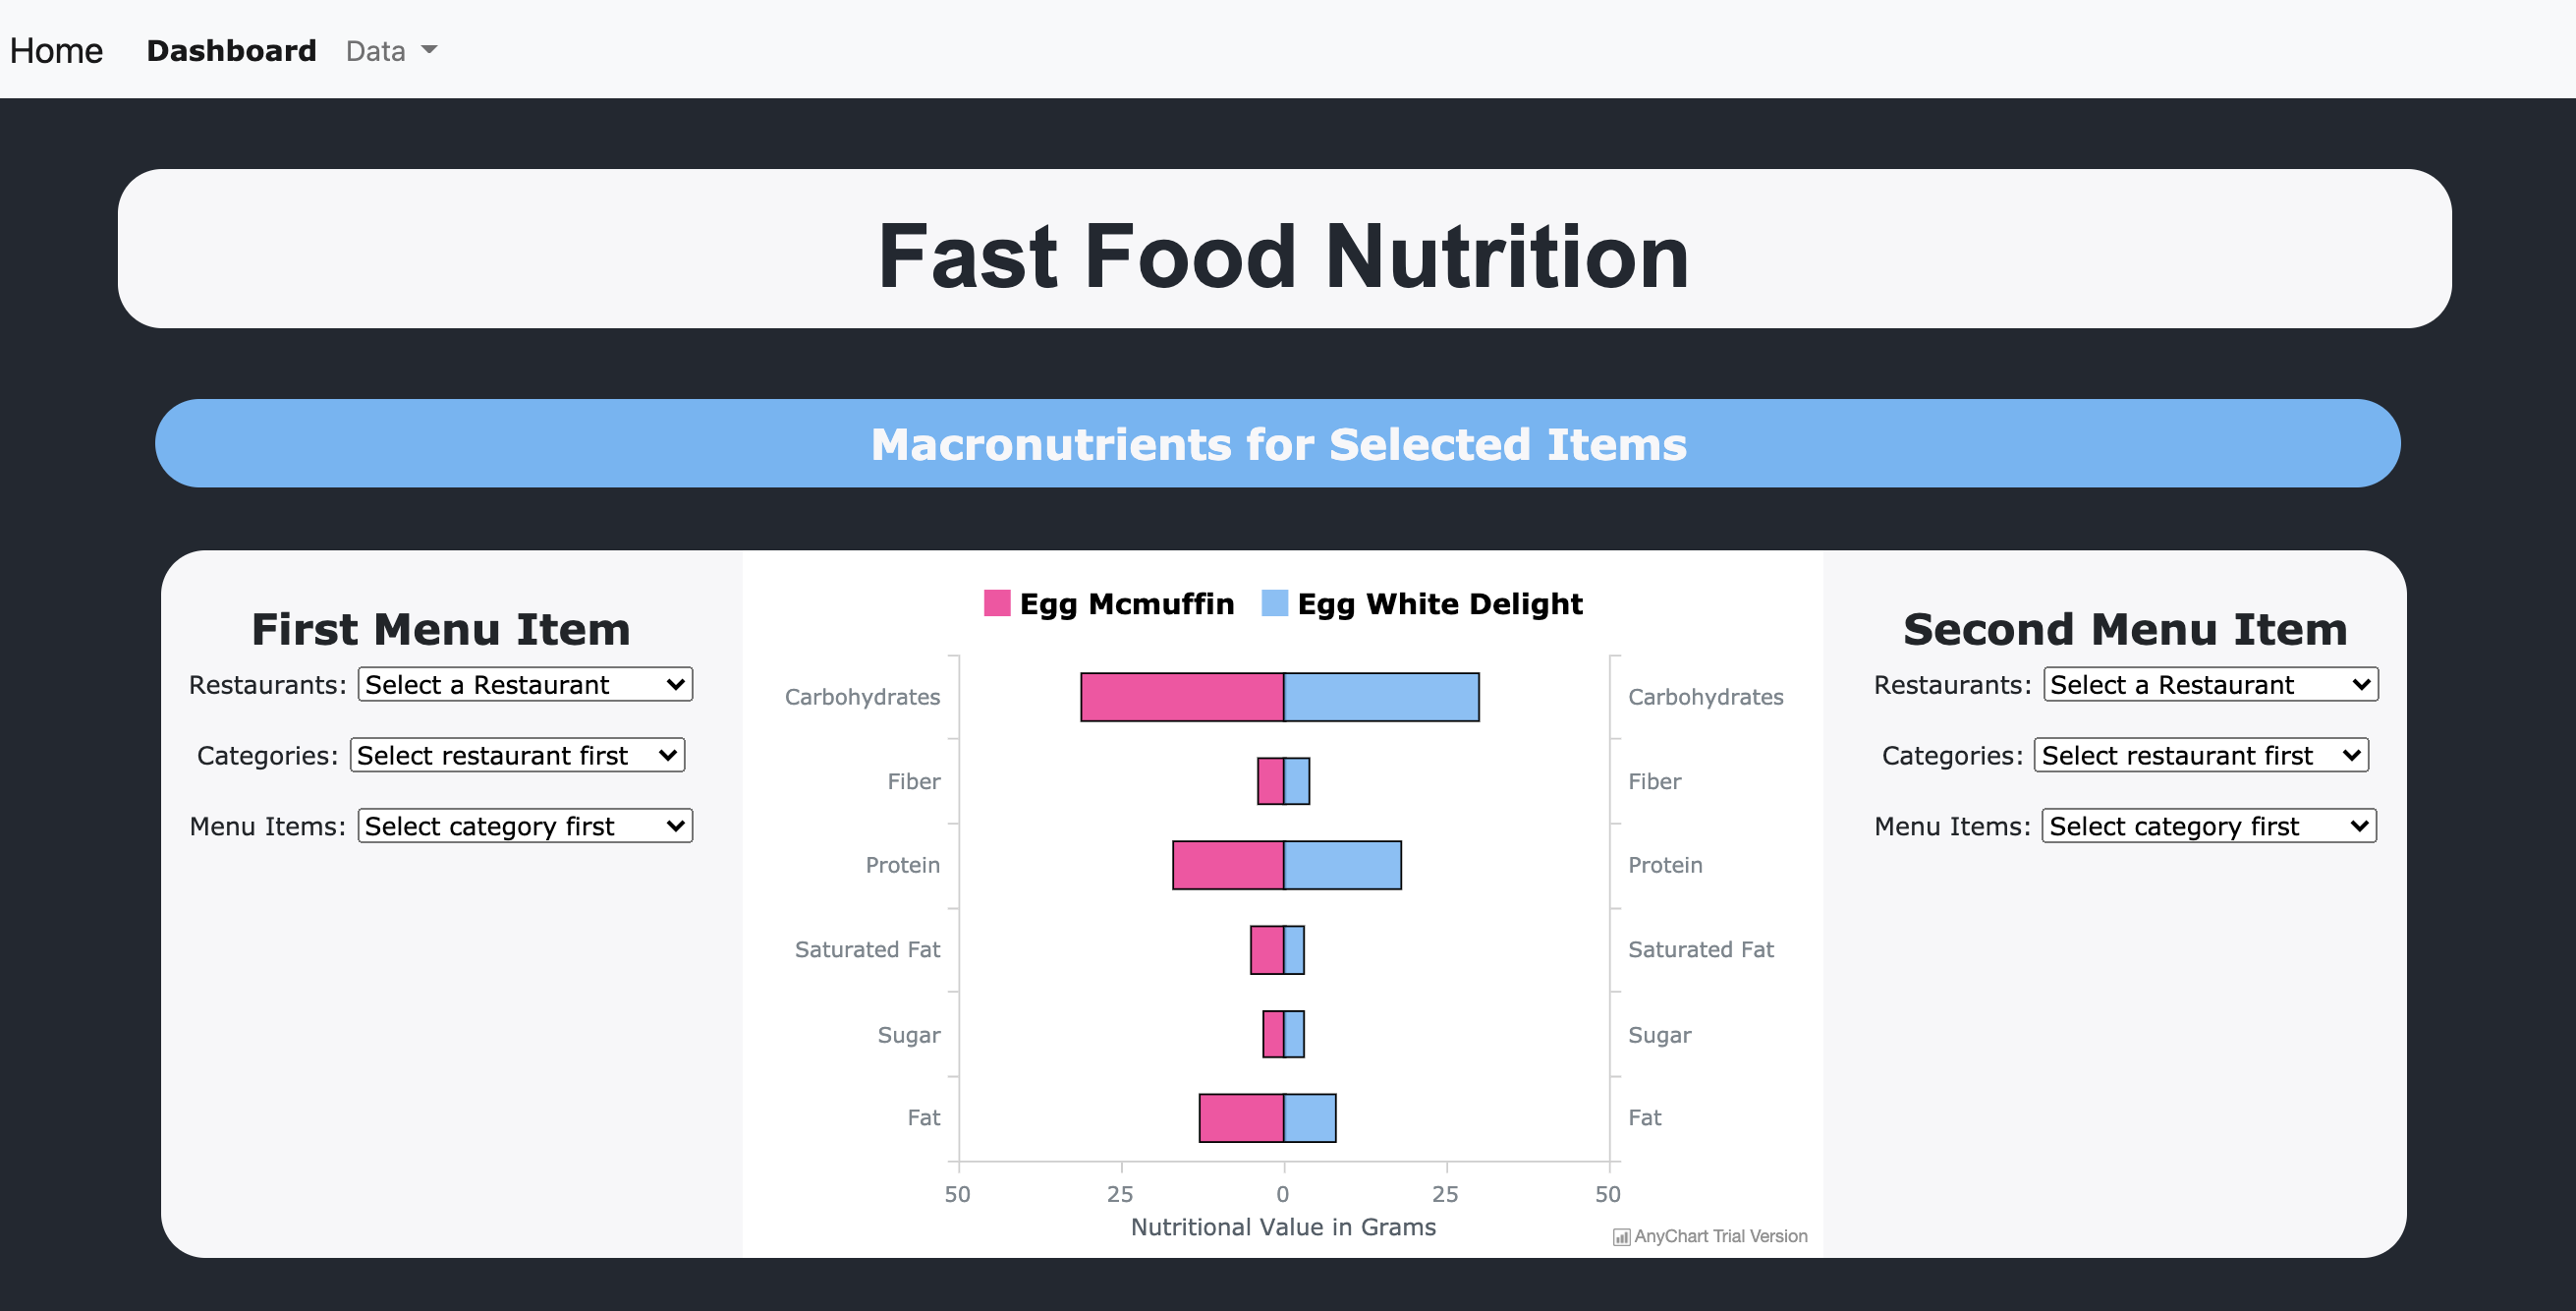 Home Dashboard Data
Fast Food Nutrition
Macronutrients for Selected Items
First Menu Item
Restaurants: Select a Restaurant
Categories: Select restaurant first
Menu Items: Select category first
Egg Mcmuffin Egg White Delight
Carbohydrates Carbohydrates
Fiber Fiber
Protein Protein
Saturated Fat Saturated Fat
Sugar Sugar
Fat Fat
50 25 0 25 50
Nutritional Value in Grams
AnyChart Trial Version
Second Menu Item
Restaurants: Select a Restaurant
Categories: Select restaurant first
Menu Items: Select category first